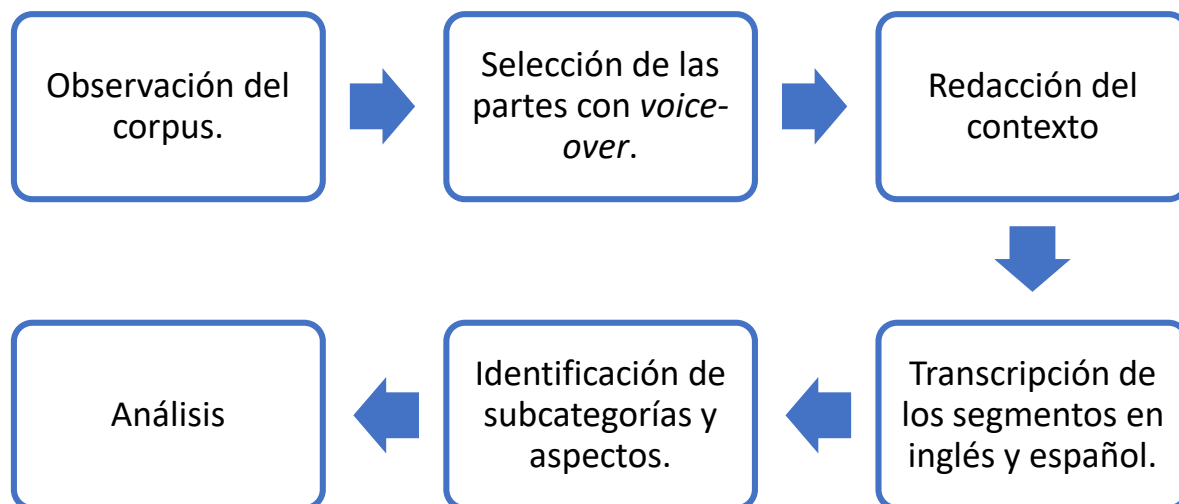 Observación del
corpus.
Selección de las
partes con voice-
over.
Redacción del
contexto
Transcripción de
los segmentos en
inglés y español.
Identificación de
subcategorías y
aspectos.
Análisis